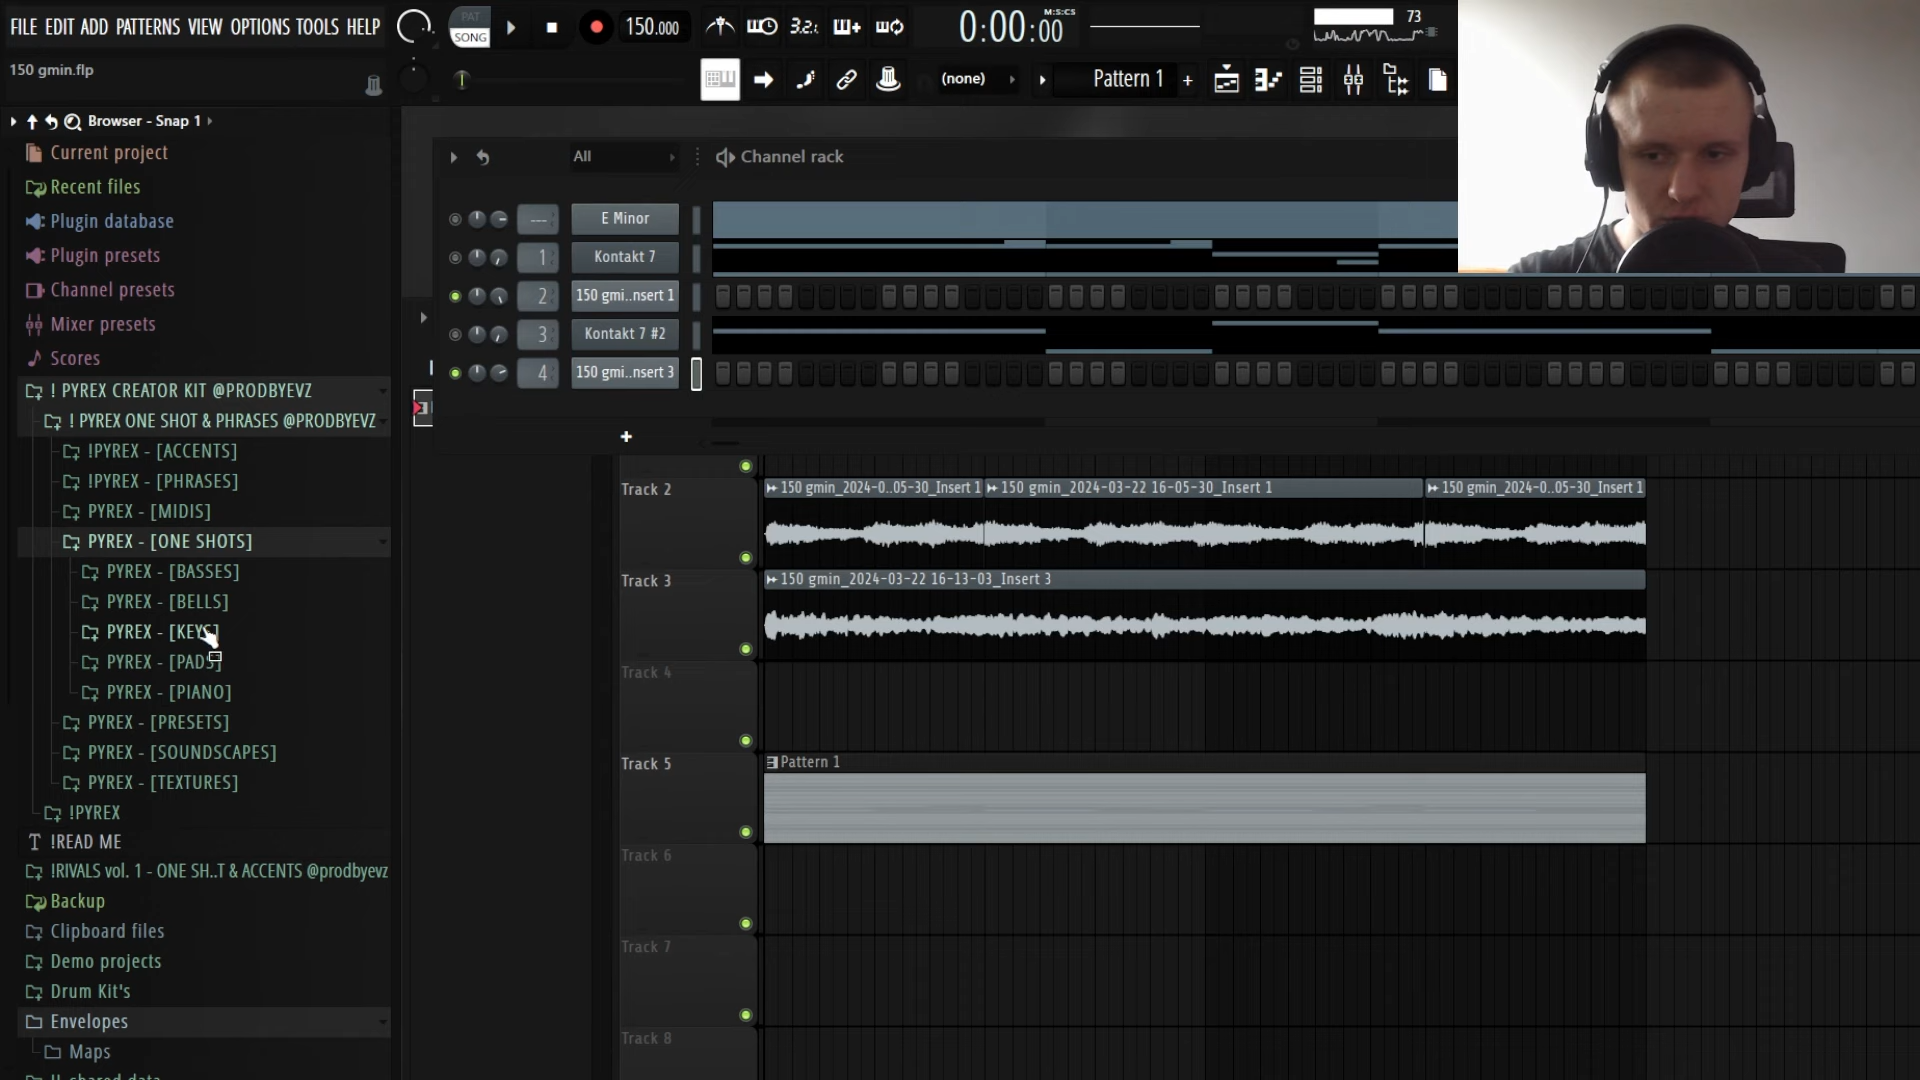 FILE EDIT ADD PATTERNS VIEW OPTIONS TOOLS HELP
150 gmin.flp
PAT
SONG
150.000
3.2.
0:00:00
M:S:CS
73
(none)
Pattern 1
+
Browser - Snap 1
Current project
Recent files
Plugin database
Plugin presets
Channel presets
Mixer presets
Scores
! PYREX CREATOR KIT @PRODBYEVZ
! PYREX ONE SHOT & PHRASES @PRODBYEVZ
!PYREX - [ACCENTS]
!PYREX - [PHRASES]
PYREX - [MIDIS]
PYREX - [ONE SHOTS]
PYREX - [BASSES]
PYREX - [BELLS]
PYREX - [KEYS]
PYREX - [PADS]
PYREX - [PIANO]
PYREX - [PRESETS]
PYREX - [SOUNDSCAPES]
PYREX - [TEXTURES]
!PYREX
!READ ME
!RIVALS vol. 1 - ONE SH..T & ACCENTS @prodbyevz
Backup
Clipboard files
Demo projects
Drum Kit's
Envelopes
Maps
All
Channel rack
--- E Minor
1 Kontakt 7
2 150 gmi..nsert 1
3 Kontakt 7 #2
4 150 gmi..nsert 3
+
Track 2
150 gmin_2024-0..05-30_Insert 1
150 gmin_2024-03-22 16-05-30_Insert 1
150 gmin_2024-0..05-30_Insert 1
Track 3
150 gmin_2024-03-22 16-13-03_Insert 3
Track 4
Track 5
Pattern 1
Track 6
Track 7
Track 8